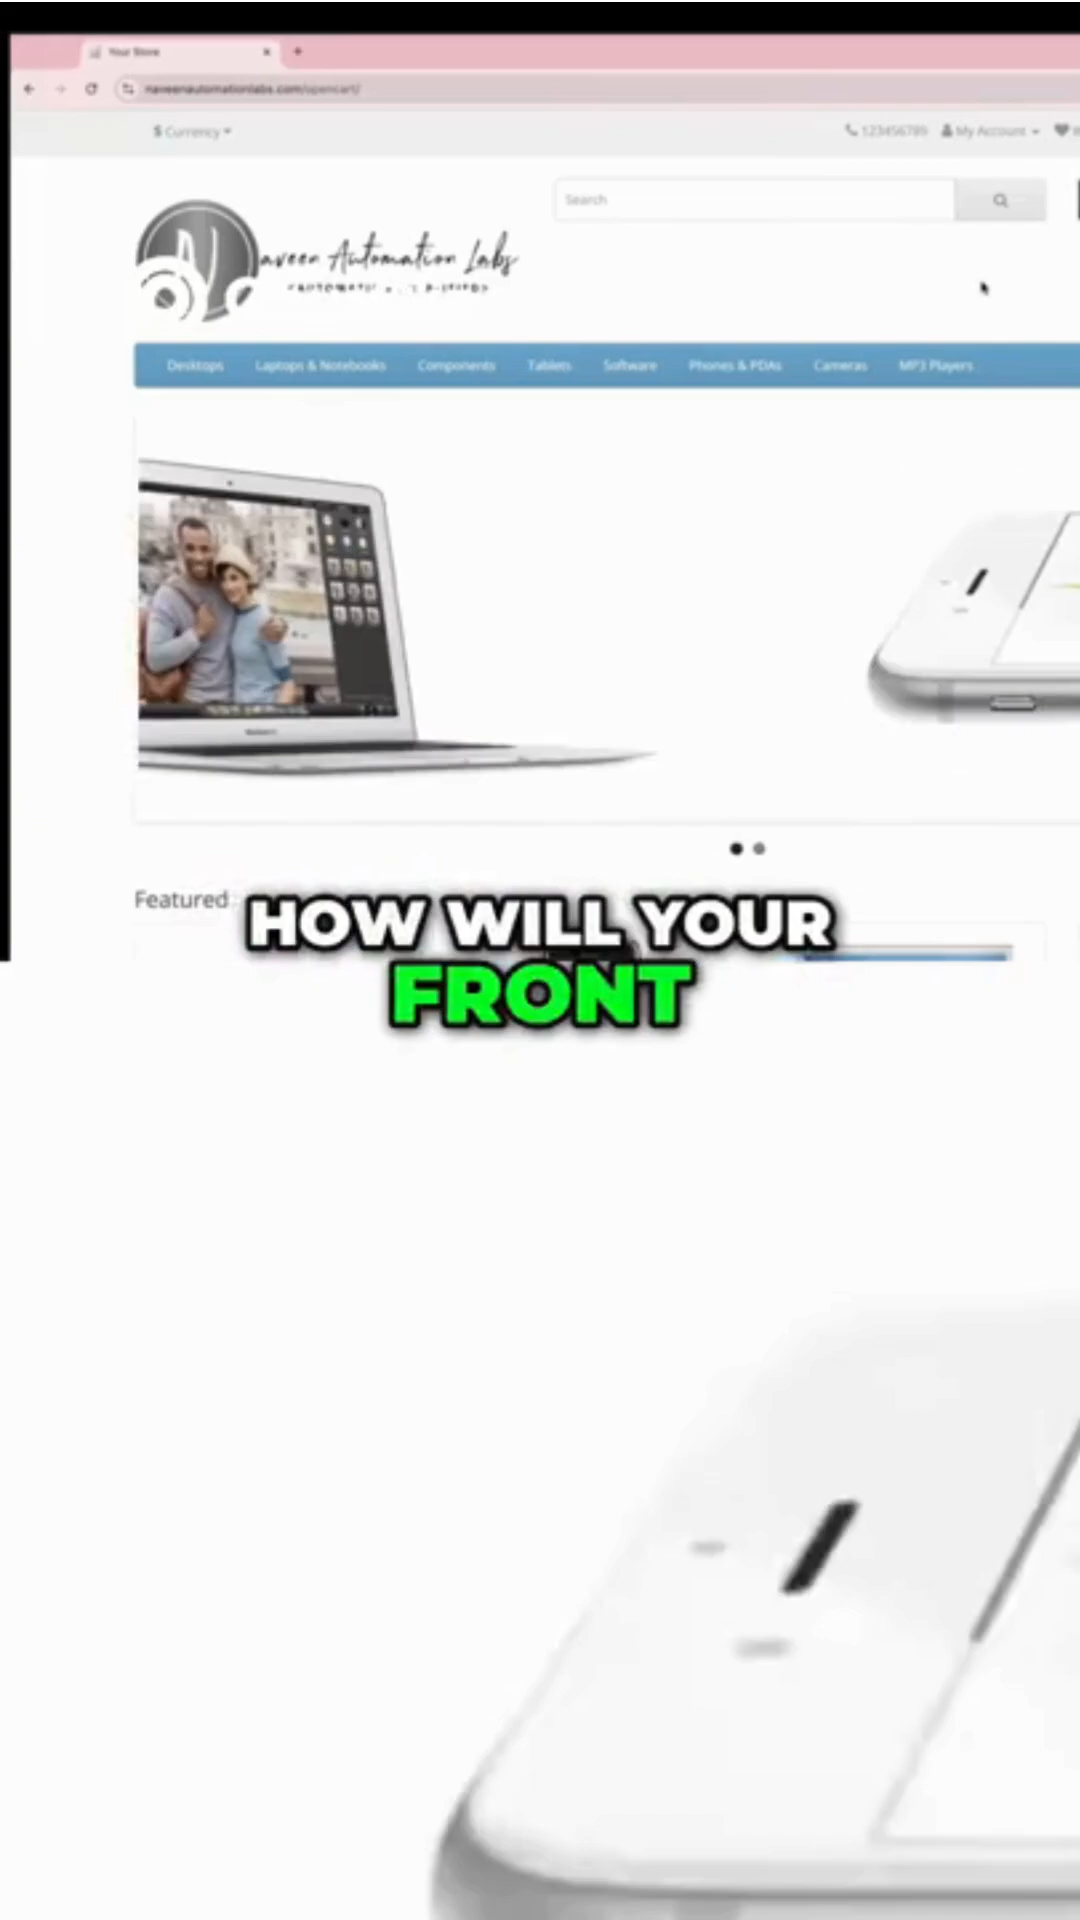 Your Store
naveenautomationlabs.com/opencart/
$ Currency
123456789 My Account
Search
Naveen Automation Labs
Desktops Laptops & Notebooks Components Tablets Software Phones & PDAs Cameras MP3 Players
Featured
HOW WILL YOUR
FRONT